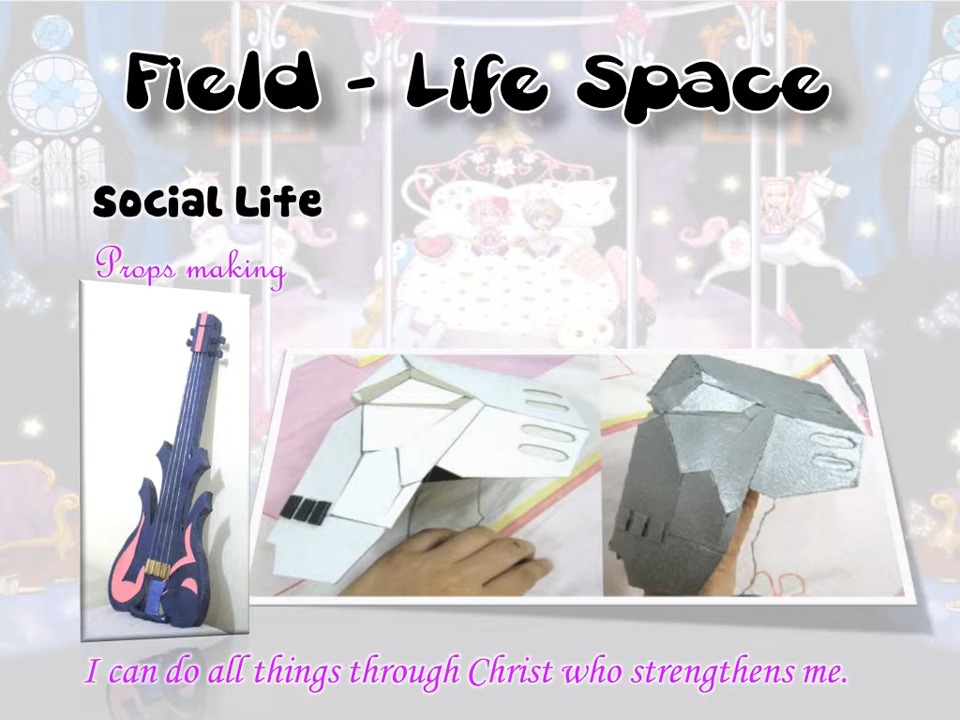 Field - Life Space
Social Life
Props making
I can do all things through Christ who strengthens me.